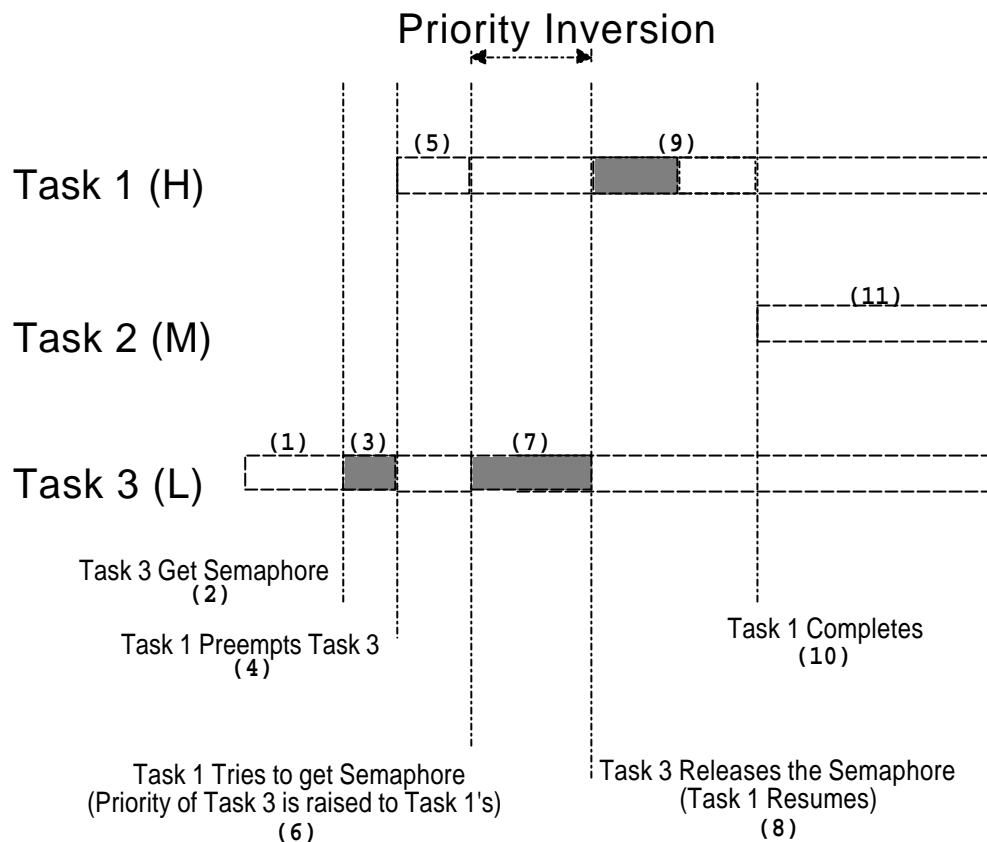 Priority Inversion
(5)
(9)
Task 1 (H)
(11)
Task 2 (M)
(1)
(3)
(7)
Task 3 (L)
Task 3 Get Semaphore
(2)
Task 1 Preempts Task 3
(4)
Task 1 Completes
(10)
Task 1 Tries to get Semaphore
(Priority of Task 3 is raised to Task 1's)
(6)
Task 3 Releases the Semaphore
(Task 1 Resumes)
(8)